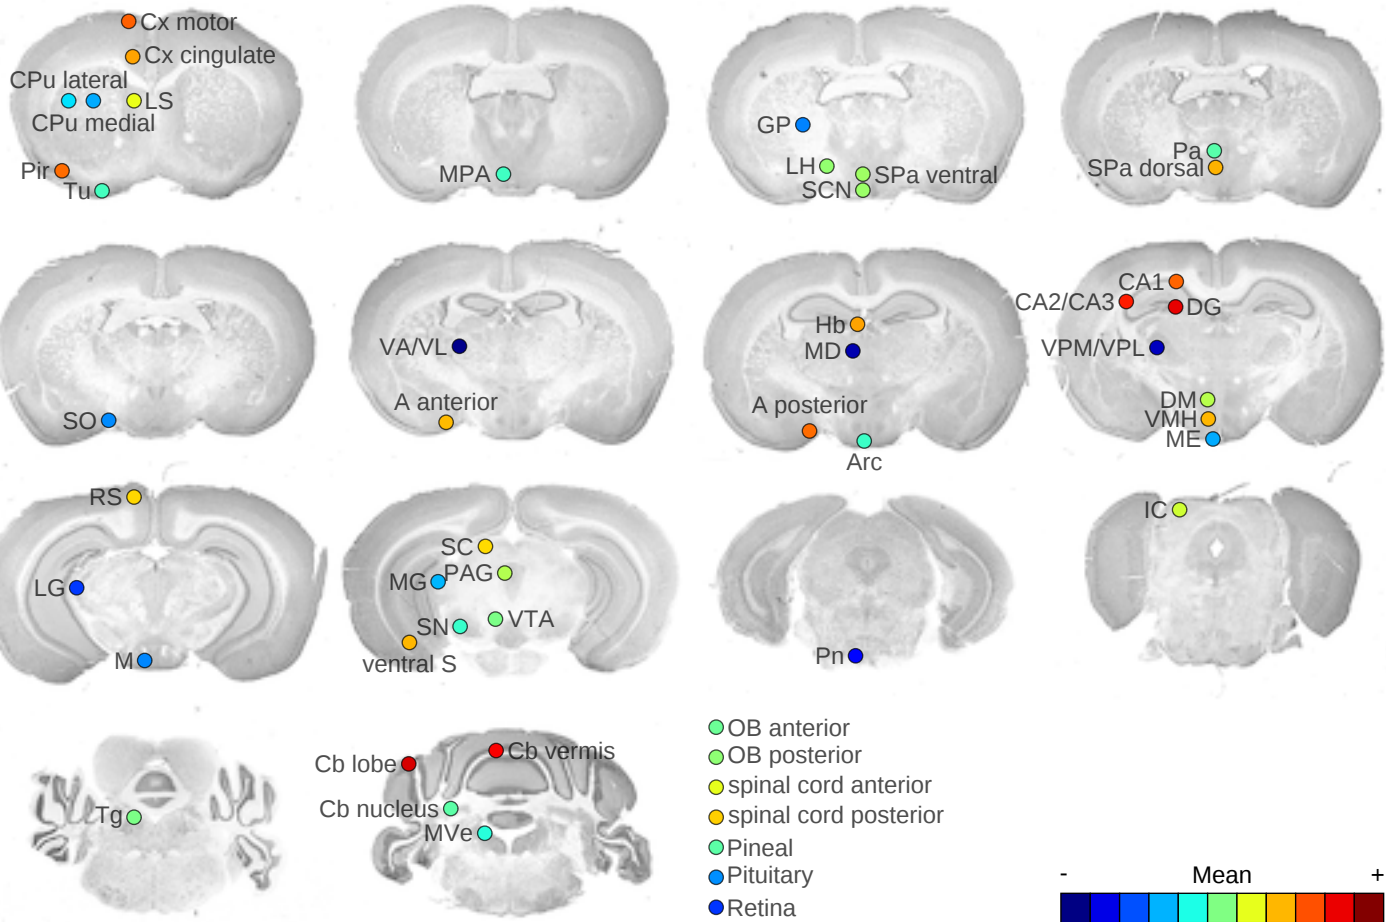 Cx motor
Cx cingulate
CPu lateral
LS
CPu medial
Pir
Tu
MPA
GP
LH
SPa ventral
SCN
Pa
SPa dorsal
SO
VA/VL
A anterior
Hb
MD
A posterior
Arc
CA1
CA2/CA3
DG
VPM/VPL
DM
VMH
ME
RS
LG
M
SC
MG
PAG
SN
VTA
ventral S
Pn
IC
Tg
Cb lobe
Cb vermis
Cb nucleus
MVe
OB anterior
OB posterior
spinal cord anterior
spinal cord posterior
Pineal
Pituitary
Retina
- Mean +